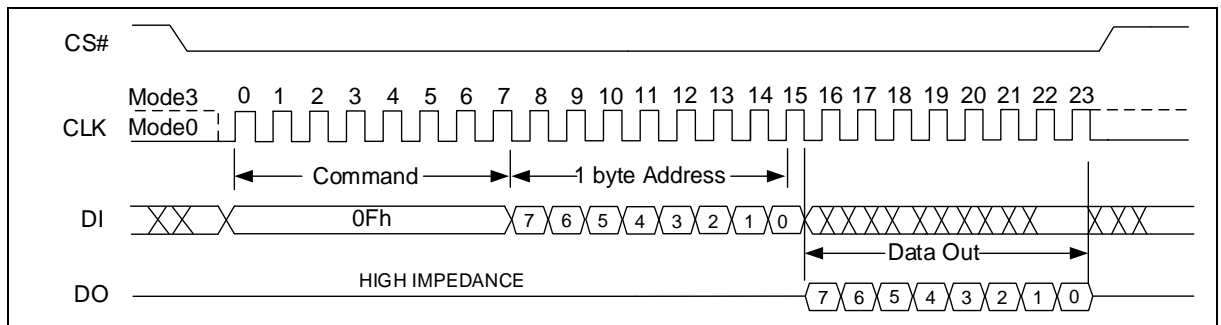 CS#
Mode3 0 1 2 3 4 5 6 7 8 9 10 11 12 13 14 15 16 17 18 19 20 21 22 23
CLK Mode0
Command 1 byte Address
DI 0Fh 7 6 5 4 3 2 1 0
Data Out
HIGH IMPEDANCE
DO 7 6 5 4 3 2 1 0